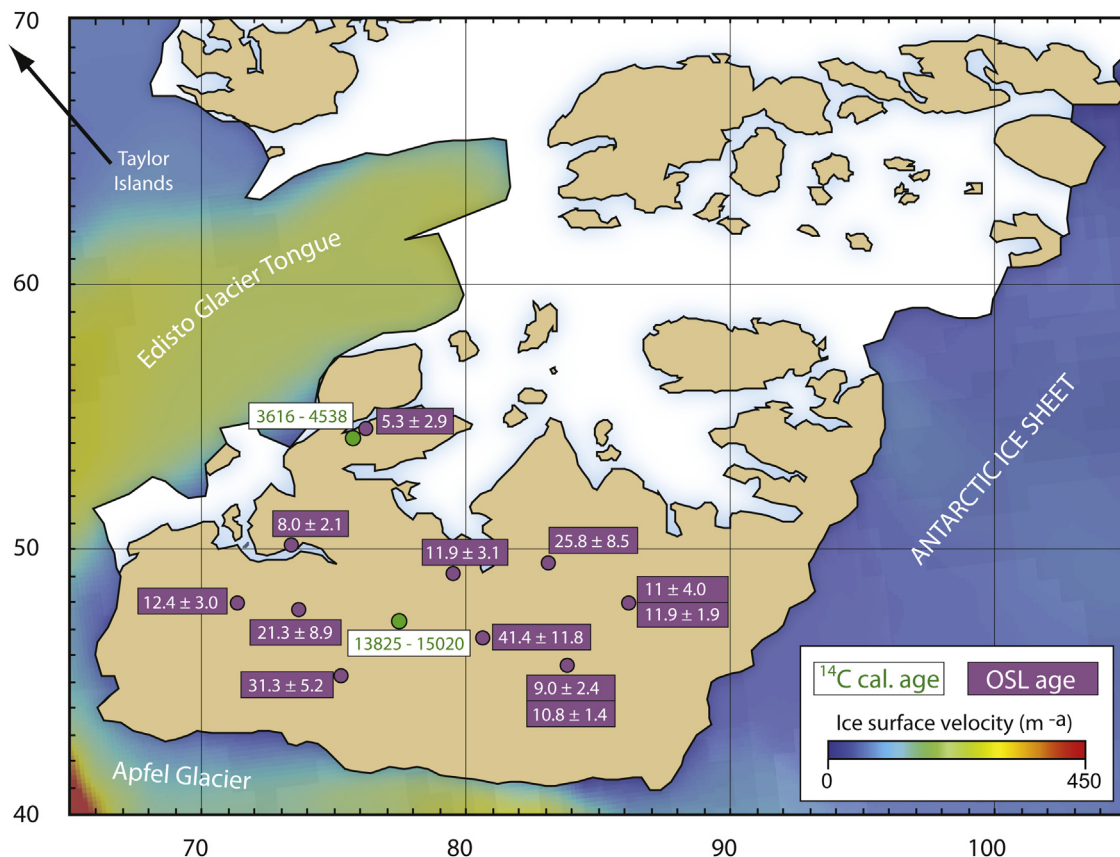 70
Taylor
Islands
Edisto Glacier Tongue
60
3616 - 4538
5.3 ± 2.9
ANTARCTIC ICE SHEET
8.0 ± 2.1
50
11.9 ± 3.1
25.8 ± 8.5
12.4 ± 3.0
11 ± 4.0
11.9 ± 1.9
21.3 ± 8.9
13825 - 15020
41.4 ± 11.8
31.3 ± 5.2
9.0 ± 2.4
10.8 ± 1.4
14C cal. age
OSL age
Ice surface velocity (m -a)
0
450
Apfel Glacier
40
70
80
90
100